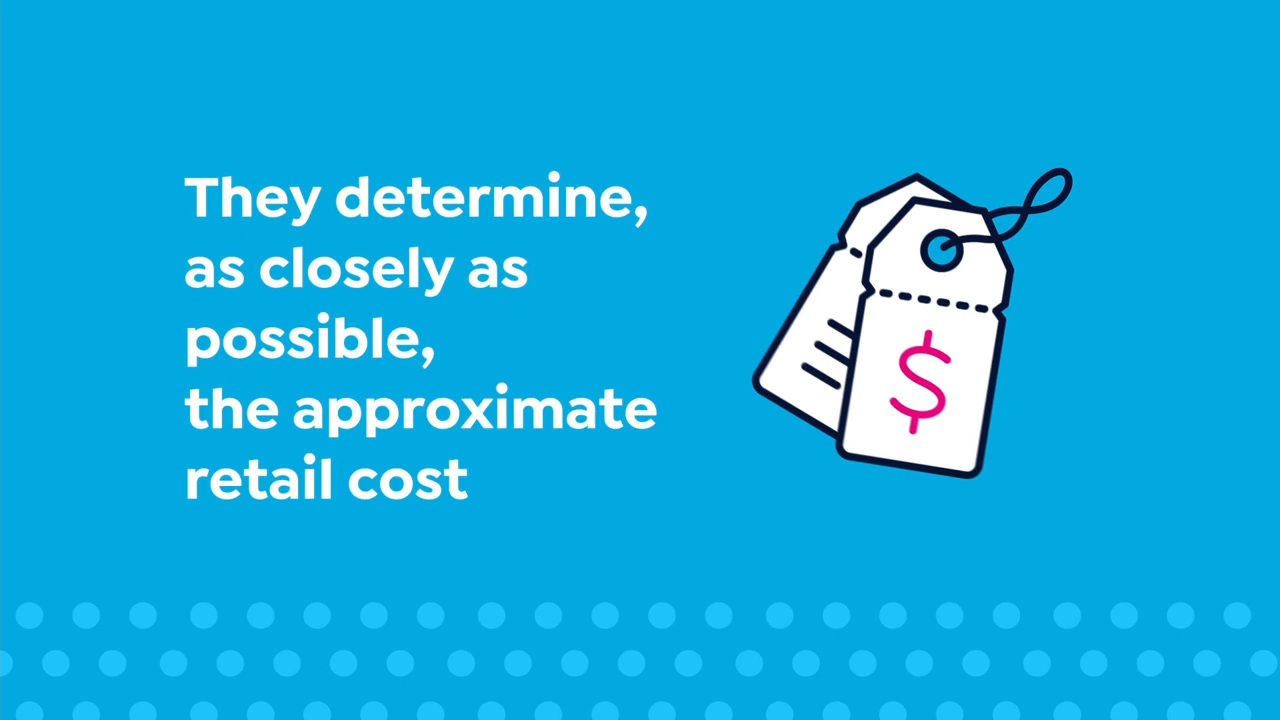 They determine,
as closely as
possible,
the approximate
retail cost
$